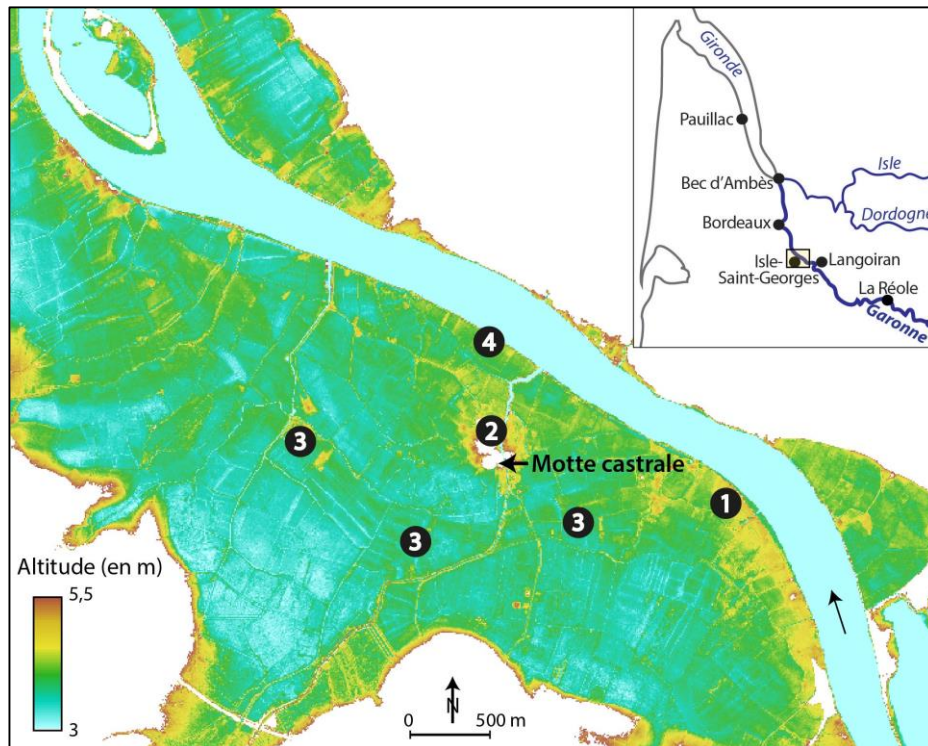 Gironde
Pauillac
Isle
Bec d'Ambès
Dordogne
Bordeaux
Isle-
Saint-Georges
Langoiran
La Réole
Garonne
4
2
3
Motte castrale
1
3
3
Altitude (en m)
5,5
3
N
0 500 m